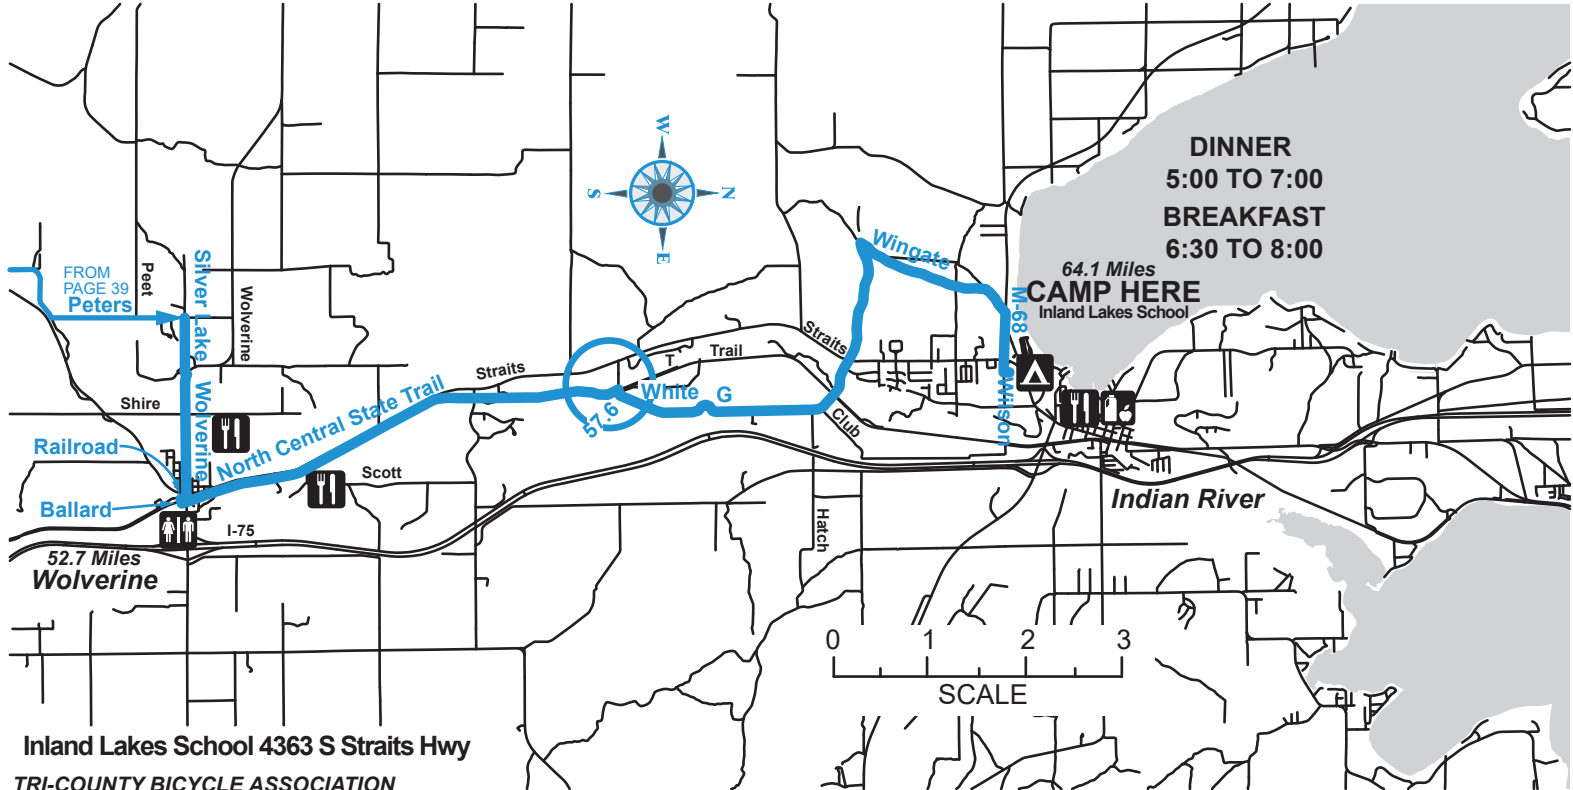 DINNER
5:00 TO 7:00
BREAKFAST
6:30 TO 8:00
64.1 Miles
CAMP HERE
Inland Lakes School
W
N
S
E
FROM
PAGE 39
Peters
Peet
Silver Lake
Wolverine
Wolverine
Wingate
M-68
Wilson
Straits
Trail
T
Straits
Club
White
G
57.6
Shire
North Central State Trail
Railroad
Ballard
Scott
I-75
Hatch
52.7 Miles
Wolverine
Indian River
0 1 2 3
SCALE
Inland Lakes School 4363 S Straits Hwy
TRI-COUNTY BICYCLE ASSOCIATION